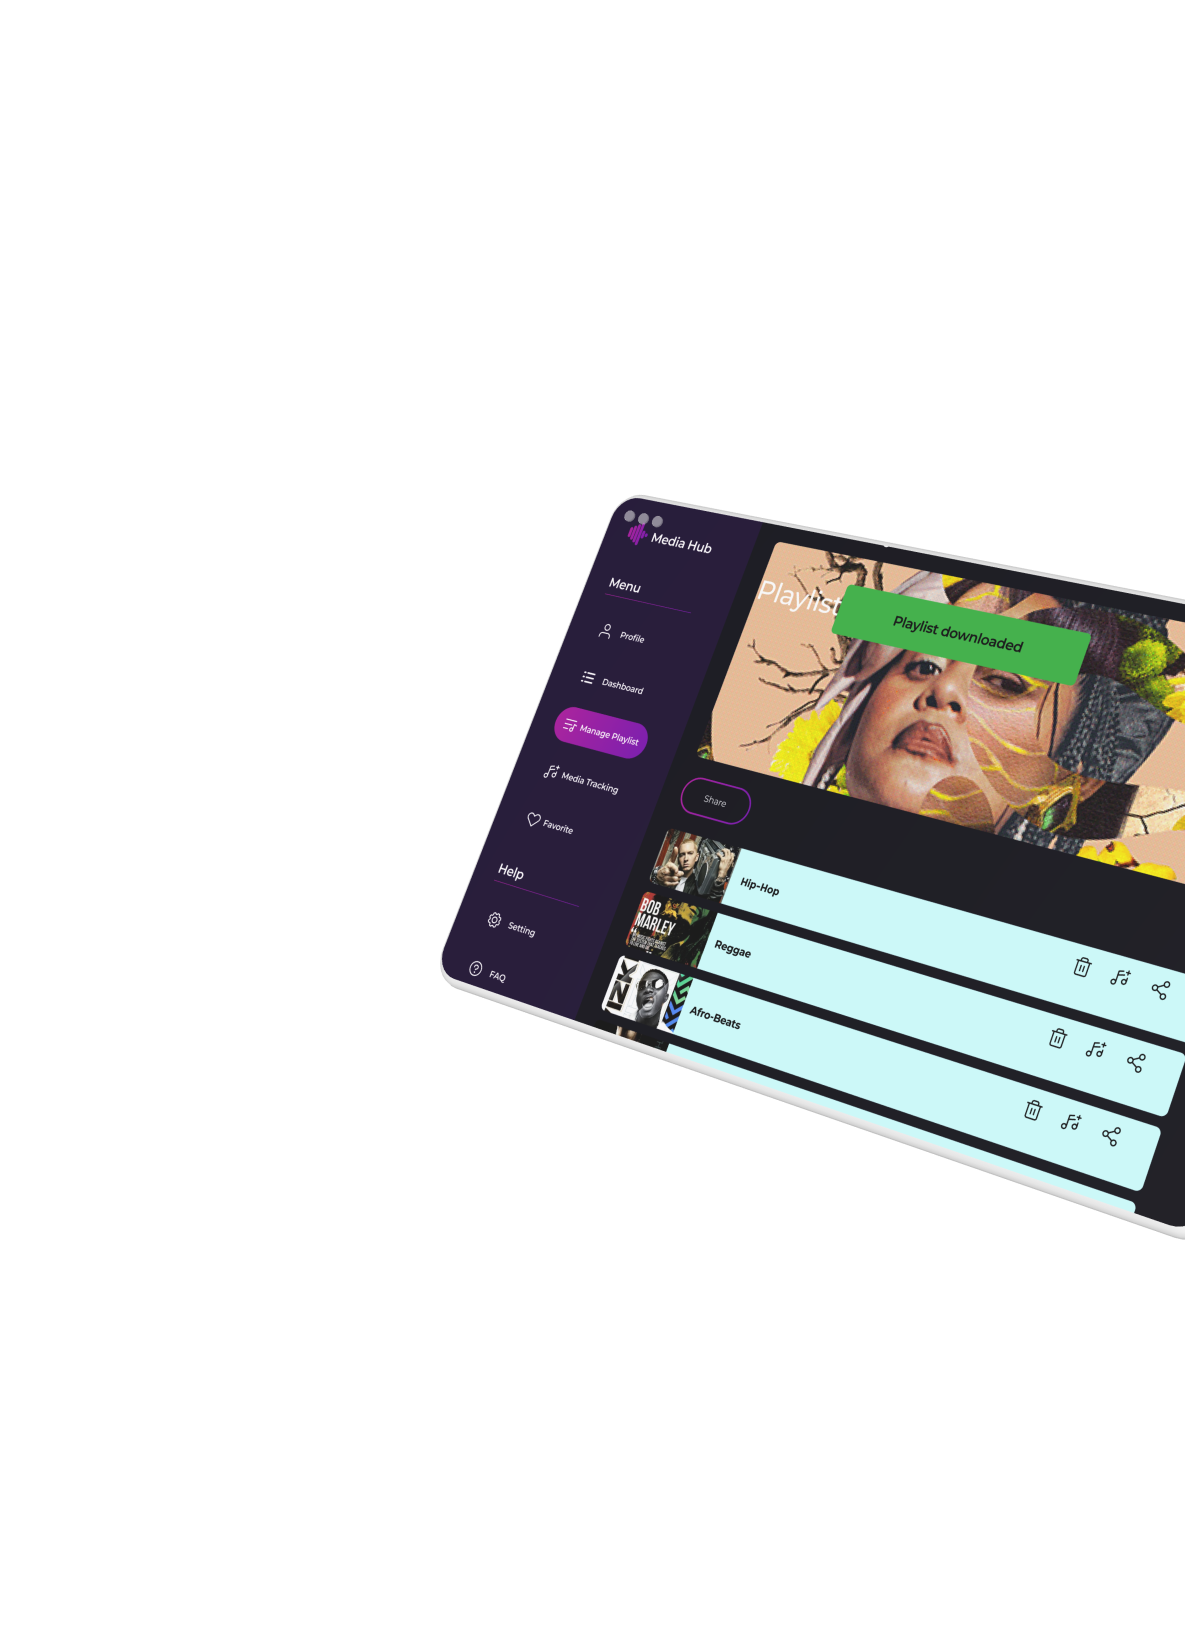 Media Hub
Menu
Profile
Dashboard
Manage Playlist
Media Tracking
Favorite
Help
Setting
FAQ
Playlist
Playlist downloaded
Share
Hip-Hop
BOB
MARLEY
Reggae
Afro-Beats